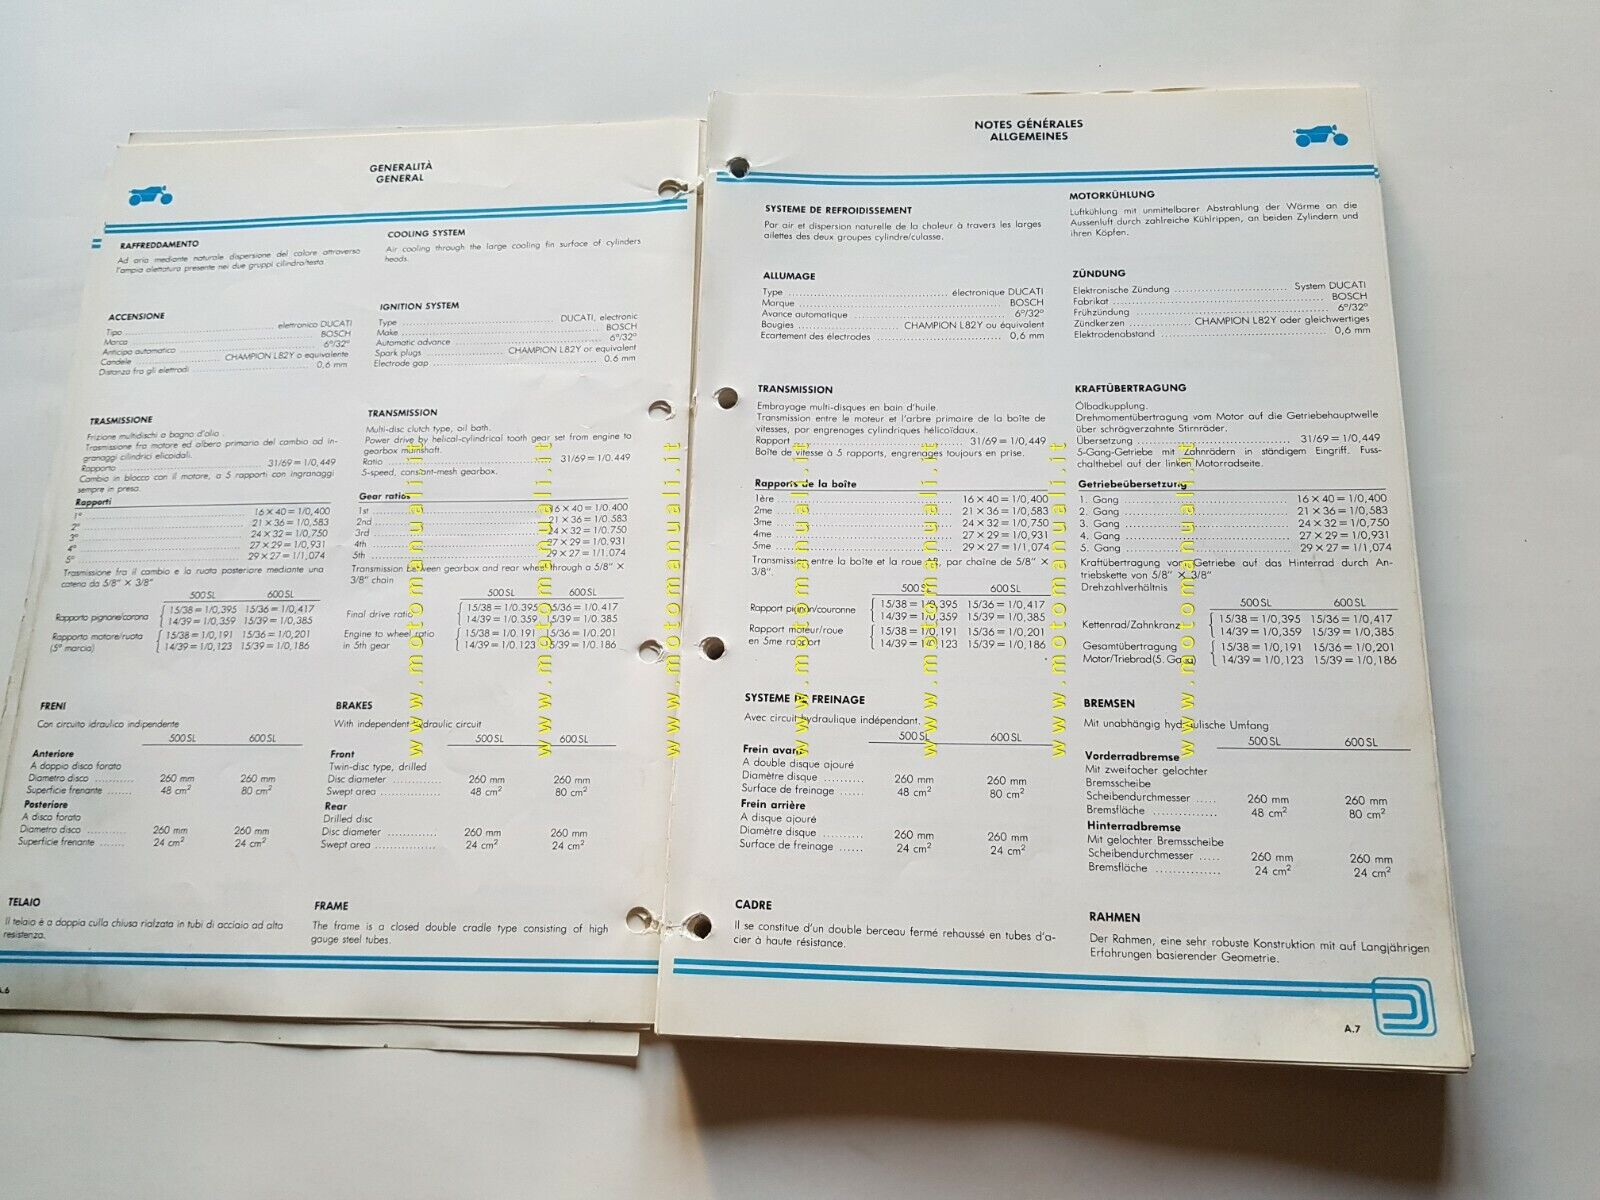 GENERALITÀ
GENERAL
RAFFREDDAMENTO
Ad aria mediante naturale dispersione del calore attraverso
l'ampia alettatura presente nei due gruppi cilindro/testa.
ACCENSIONE
Tipo ........ elettronico DUCATI
Marca ........ BOSCH
Anticipo automatico ........ 6°/32°
Candele ........ CHAMPION L82Y o equivalente
Distanza fra gli elettrodi ........ 0,6 mm
TRASMISSIONE
Frizione multidischi a bagno d'olio.
Trasmissione fra motore ed albero primario del cambio ad in-
granaggi cilindrici elicoidali.
Rapporto ........ 31/69 = 1/0,449
Cambio in blocco con il motore, a 5 rapporti con ingranaggi
sempre in presa.
Rapporti
1° ........ 16 × 40 = 1/0,400
2° ........ 21 × 36 = 1/0,583
3° ........ 24 × 32 = 1/0,750
4° ........ 27 × 29 = 1/0,931
5° ........ 29 × 27 = 1/1,074
Trasmissione fra il cambio e la ruota posteriore mediante una
catena da 5/8" × 3/8"
500 SL 600 SL
Rapporto pignone/corona { 15/38 = 1/0,395 15/36 = 1/0,417
14/39 = 1/0,359 15/39 = 1/0,385
Rapporto motore/ruota { 15/38 = 1/0,191 15/36 = 1/0,201
(5ª marcia) 14/39 = 1/0,123 15/39 = 1/0,186
FRENI
Con circuito idraulico indipendente
500 SL 600 SL
Anteriore
A doppio disco forato
Diametro disco ........ 260 mm 260 mm
Superficie frenante ....... 48 cm² 80 cm²
Posteriore
A disco forato
Diametro disco ........ 260 mm 260 mm
Superficie frenante ....... 24 cm² 24 cm²
TELAIO
Il telaio è a doppia culla chiusa rialzata in tubi di acciaio ad alta
resistenza.
A.6
COOLING SYSTEM
Air cooling through the large cooling fin surface of cylinders
heads.
IGNITION SYSTEM
Type ........ DUCATI, electronic
Make ........ BOSCH
Automatic advance ........ 6°/32°
Spark plugs ........ CHAMPION L82Y or equivalent
Electrode gap ........ 0.6 mm
TRANSMISSION
Multi-disc clutch type, oil bath.
Power drive by helical-cylindrical tooth gear set from engine to
gearbox mainshaft.
Ratio ........ 31/69 = 1/0.449
5-speed, constant-mesh gearbox.
Gear ratios
1st ........ 16 × 40 = 1/0.400
2nd ........ 21 × 36 = 1/0.583
3rd ........ 24 × 32 = 1/0.750
4th ........ 27 × 29 = 1/0,931
5th ........ 29 × 27 = 1/1.074
Transmission between gearbox and rear wheel through a 5/8" ×
3/8" chain
500 SL 600 SL
Final drive ratio { 15/38 = 1/0.395 15/36 = 1/0.417
14/39 = 1/0.359 15/39 = 1/0.385
Engine to wheel ratio { 15/38 = 1/0.191 15/36 = 1/0.201
in 5th gear 14/39 = 1/0.123 15/39 = 1/0.186
BRAKES
With independent hydraulic circuit
500 SL 600 SL
Front
Twin-disc type, drilled
Disc diameter ........ 260 mm 260 mm
Swept area ........ 48 cm² 80 cm²
Rear
Drilled disc
Disc diameter ........ 260 mm 260 mm
Swept area ........ 24 cm² 24 cm²
FRAME
The frame is a closed double cradle type consisting of high
gauge steel tubes.
NOTES GÉNÉRALES
ALLGEMEINES
SYSTEME DE REFROIDISSEMENT
Par air et dispersion naturelle de la chaleur à travers les larges
ailettes des deux groupes cylindre/culasse.
ALLUMAGE
Type ........ électronique DUCATI
Marque ........ BOSCH
Avance automatique ........ 6°/32°
Bougies ........ CHAMPION L82Y ou équivalent
Ecartement des électrodes ........ 0,6 mm
TRANSMISSION
Embrayage multi-disques en bain d'huile.
Transmission entre le moteur et l'arbre primaire de la boîte de
vitesses, par engrenages cylindriques hélicoïdaux.
Rapport ........ 31/69 = 1/0,449
Boîte de vitesse à 5 rapports, engrenages toujours en prise.
Rapports de la boîte
1ère ........ 16 × 40 = 1/0,400
2me ........ 21 × 36 = 1/0,583
3me ........ 24 × 32 = 1/0,750
4me ........ 27 × 29 = 1/0,931
5me ........ 29 × 27 = 1/1,074
Transmission entre la boîte et la roue AR, par chaîne de 5/8" ×
3/8".
500 SL 600 SL
Rapport pignon/couronne { 15/38 = 1/0,395 15/36 = 1/0,417
14/39 = 1/0,359 15/39 = 1/0,385
Rapport moteur/roue { 15/38 = 1/0,191 15/36 = 1/0,201
en 5me rapport 14/39 = 1/0,123 15/39 = 1/0,186
SYSTEME DE FREINAGE
Avec circuit hydraulique indépendant.
500 SL 600 SL
Frein avant
A double disque ajouré
Diamètre disque .......... 260 mm 260 mm
Surface de freinage ...... 48 cm² 80 cm²
Frein arrière
A disque ajouré
Diamètre disque .......... 260 mm 260 mm
Surface de freinage ...... 24 cm² 24 cm²
CADRE
Il se constitue d'un double berceau fermé rehaussé en tubes d'a-
cier à haute résistance.
MOTORKÜHLUNG
Luftkühlung mit unmittelbarer Abstrahlung der Wärme an die
Aussenluft durch zahlreiche Kühlrippen, an beiden Zylindern und
ihren Köpfen.
ZÜNDUNG
Elektronische Zündung ........ System DUCATI
Fabrikat ........ BOSCH
Frühzündung ........ 6°/32°
Zündkerzen ........ CHAMPION L82Y oder gleichwertiges
Elektrodenabstand ........ 0,6 mm
KRAFTÜBERTRAGUNG
Ölbadkupplung.
Drehmomentübertragung vom Motor auf die Getriebehauptwelle
über schrägverzahnte Stirnräder.
Übersetzung ........ 31/69 = 1/0,449
5-Gang-Getriebe mit Zahnrädern in ständigem Eingriff. Fuss-
schalthebel auf der linken Motorradseite.
Getriebeübersetzung
1. Gang ........ 16 × 40 = 1/0,400
2. Gang ........ 21 × 36 = 1/0,583
3. Gang ........ 24 × 32 = 1/0,750
4. Gang ........ 27 × 29 = 1/0,931
5. Gang ........ 29 × 27 = 1/1,074
Kraftübertragung vom Getriebe auf das Hinterrad durch An-
triebskette von 5/8" × 3/8"
Drehzahlverhältnis
500 SL 600 SL
Kettenrad/Zahnkranz { 15/38 = 1/0,395 15/36 = 1/0,417
14/39 = 1/0,359 15/39 = 1/0,385
Gesamtübertragung { 15/38 = 1/0,191 15/36 = 1/0,201
Motor/Triebrad(5. Gang) 14/39 = 1/0,123 15/39 = 1/0,186
BREMSEN
Mit unabhängig hydraulische Umfang
500 SL 600 SL
Vorderradbremse
Mit zweifacher gelochter
Bremsscheibe
Scheibendurchmesser ..... 260 mm 260 mm
Bremsfläche ........ 48 cm² 80 cm²
Hinterradbremse
Mit gelochter Bremsscheibe
Scheibendurchmesser ..... 260 mm 260 mm
Bremsfläche ........ 24 cm² 24 cm²
RAHMEN
Der Rahmen, eine sehr robuste Konstruktion mit auf Langjährigen
Erfahrungen basierender Geometrie.
A.7
www.motomanuali.it
www.motomanuali.it
www.motomanuali.it
www.motomanuali.it
www.motomanuali.it
www.motomanuali.it
www.motomanuali.it